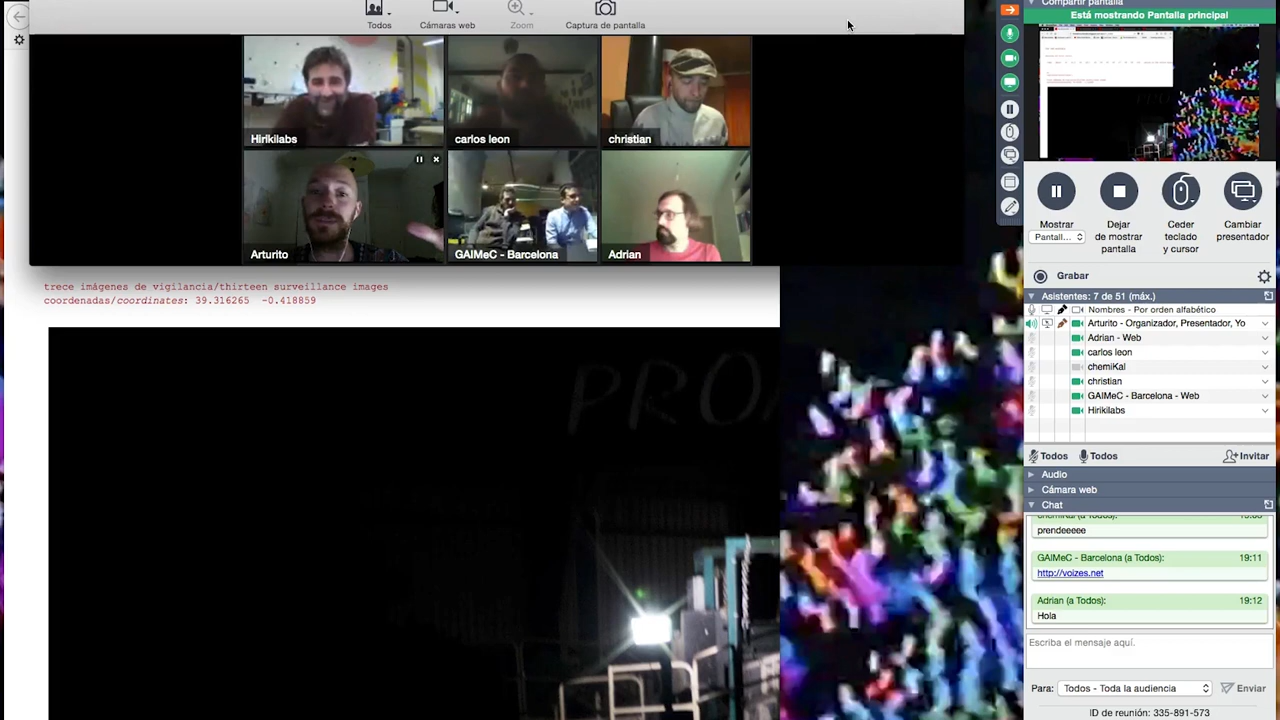 Todos
Cámaras web
Zoom
Captura de pantalla
Hirikilabs
carlos leon
christian
Arturito
GAIMeC - Barcelona
Adrian
trece imágenes de vigilancia/thirteen surveillance images
coordenadas/coordinates: 39.316265 -0.418859
PRO
Compartir pantalla
Está mostrando Pantalla principal
Mostrar
Pantall...
Dejar
de mostrar
pantalla
Ceder
teclado
y cursor
Cambiar
presentador
Grabar
Asistentes: 7 de 51 (máx.)
Nombres - Por orden alfabético
Arturito - Organizador, Presentador, Yo
Adrian - Web
carlos leon
chemiKal
christian
GAIMeC - Barcelona - Web
Hirikilabs
Todos
Todos
Invitar
Audio
Cámara web
Chat
chemiKal (a Todos):
prendeeeee
GAIMeC - Barcelona (a Todos): 19:11
http://voizes.net
Adrian (a Todos): 19:12
Hola
Escriba el mensaje aquí.
Para:
Todos - Toda la audiencia
Enviar
ID de reunión: 335-891-573